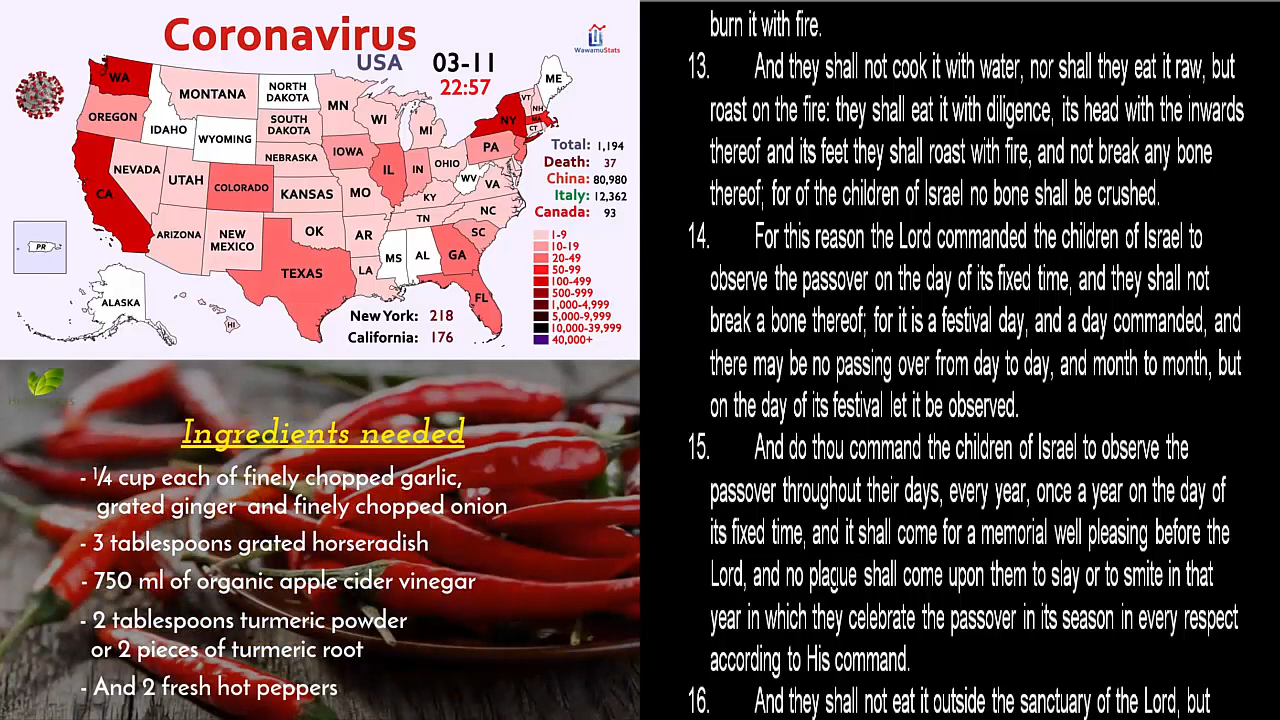 Coronavirus
USA
03-11
22:57
WawamuStats
WA
MONTANA
NORTH
DAKOTA
MN
ME
VT
NH
OREGON
IDAHO
WYOMING
SOUTH
DAKOTA
WI
MI
NY
MA
CT
NEVADA
UTAH
COLORADO
NEBRASKA
IOWA
IL
IN
OHIO
PA
WV
VA
CA
KANSAS
MO
KY
ARIZONA
NEW
MEXICO
OK
AR
TN
NC
SC
MS
AL
GA
TEXAS
LA
FL
PR
ALASKA
HI
Total: 1,194
Death: 37
China: 80,980
Italy: 12,362
Canada: 93
1-9
10-19
20-49
50-99
100-499
500-999
1,000-4,999
5,000-9,999
10,000-39,999
40,000+
New York: 218
California: 176
Ingredients needed
- ¼ cup each of finely chopped garlic,
grated ginger and finely chopped onion
- 3 tablespoons grated horseradish
- 750 ml of organic apple cider vinegar
- 2 tablespoons turmeric powder
or 2 pieces of turmeric root
- And 2 fresh hot peppers
burn it with fire.
13. And they shall not cook it with water, nor shall they eat it raw, but
roast on the fire: they shall eat it with diligence, its head with the inwards
thereof and its feet they shall roast with fire, and not break any bone
thereof; for of the children of Israel no bone shall be crushed.
14. For this reason the Lord commanded the children of Israel to
observe the passover on the day of its fixed time, and they shall not
break a bone thereof; for it is a festival day, and a day commanded, and
there may be no passing over from day to day, and month to month, but
on the day of its festival let it be observed.
15. And do thou command the children of Israel to observe the
passover throughout their days, every year, once a year on the day of
its fixed time, and it shall come for a memorial well pleasing before the
Lord, and no plague shall come upon them to slay or to smite in that
year in which they celebrate the passover in its season in every respect
according to His command.
16. And they shall not eat it outside the sanctuary of the Lord, but